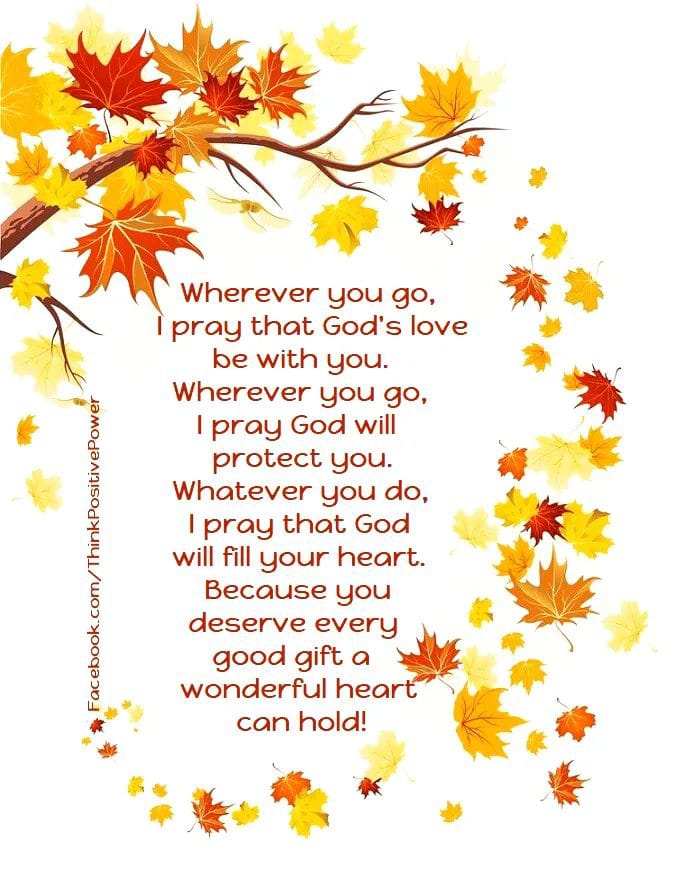 Wherever you go,
I pray that God's love
be with you.
Wherever you go,
I pray God will
protect you.
Whatever you do,
I pray that God
will fill your heart.
Because you
deserve every
good gift a
wonderful heart
can hold!
Facebook.com/ThinkPositivePower